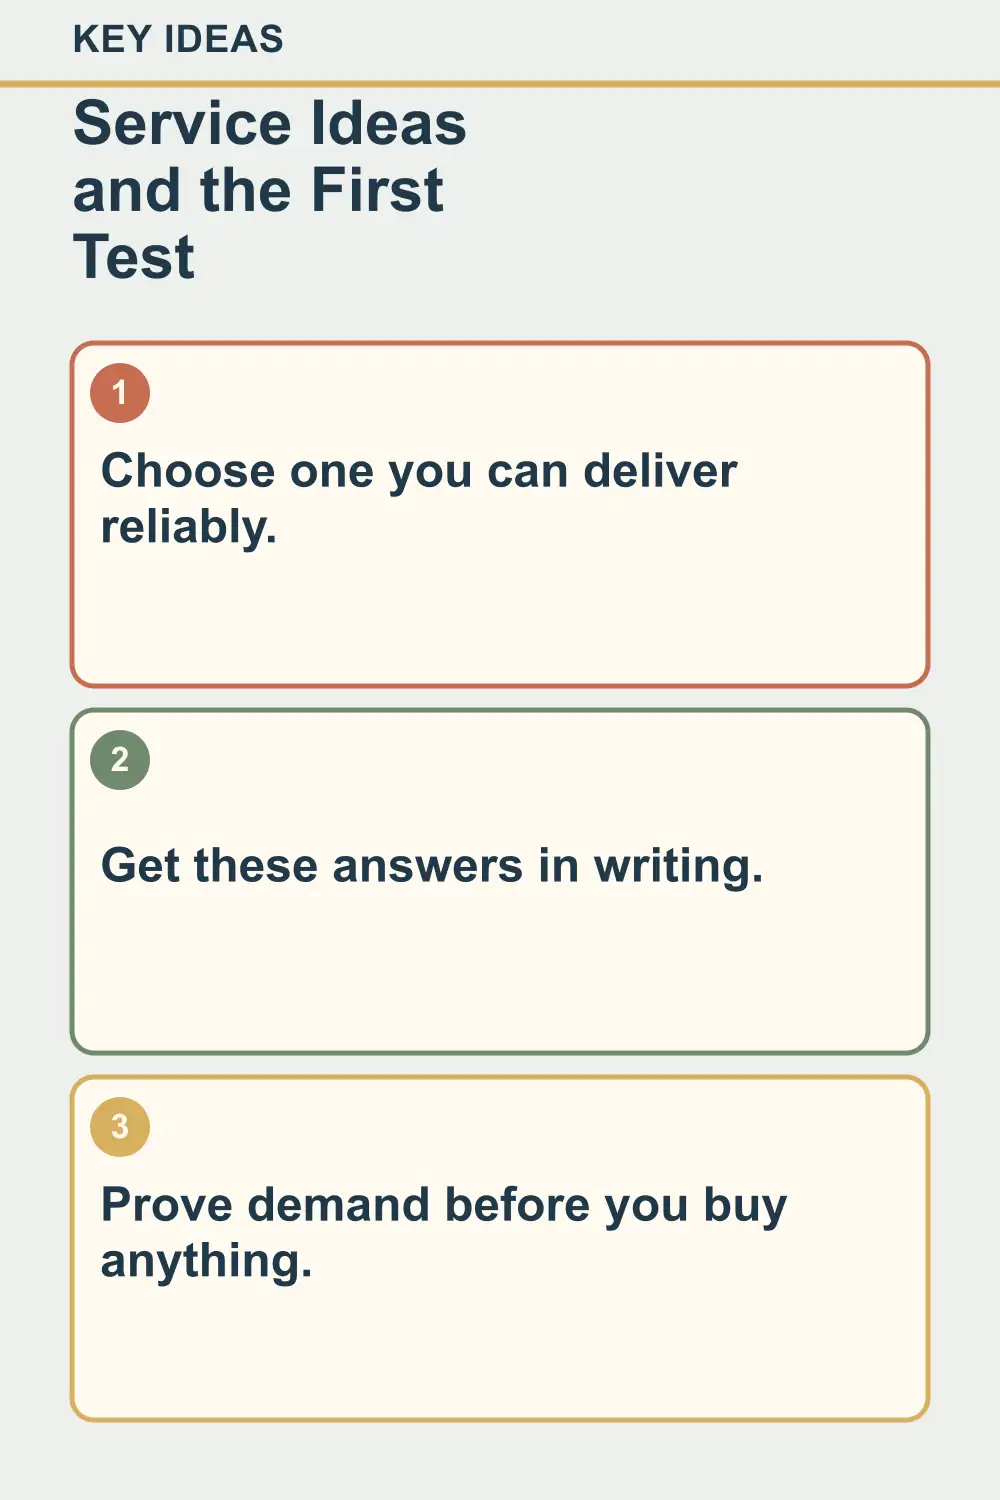 KEY IDEAS
Service Ideas
and the First
Test
1
Choose one you can deliver
reliably.
2
Get these answers in writing.
3
Prove demand before you buy
anything.